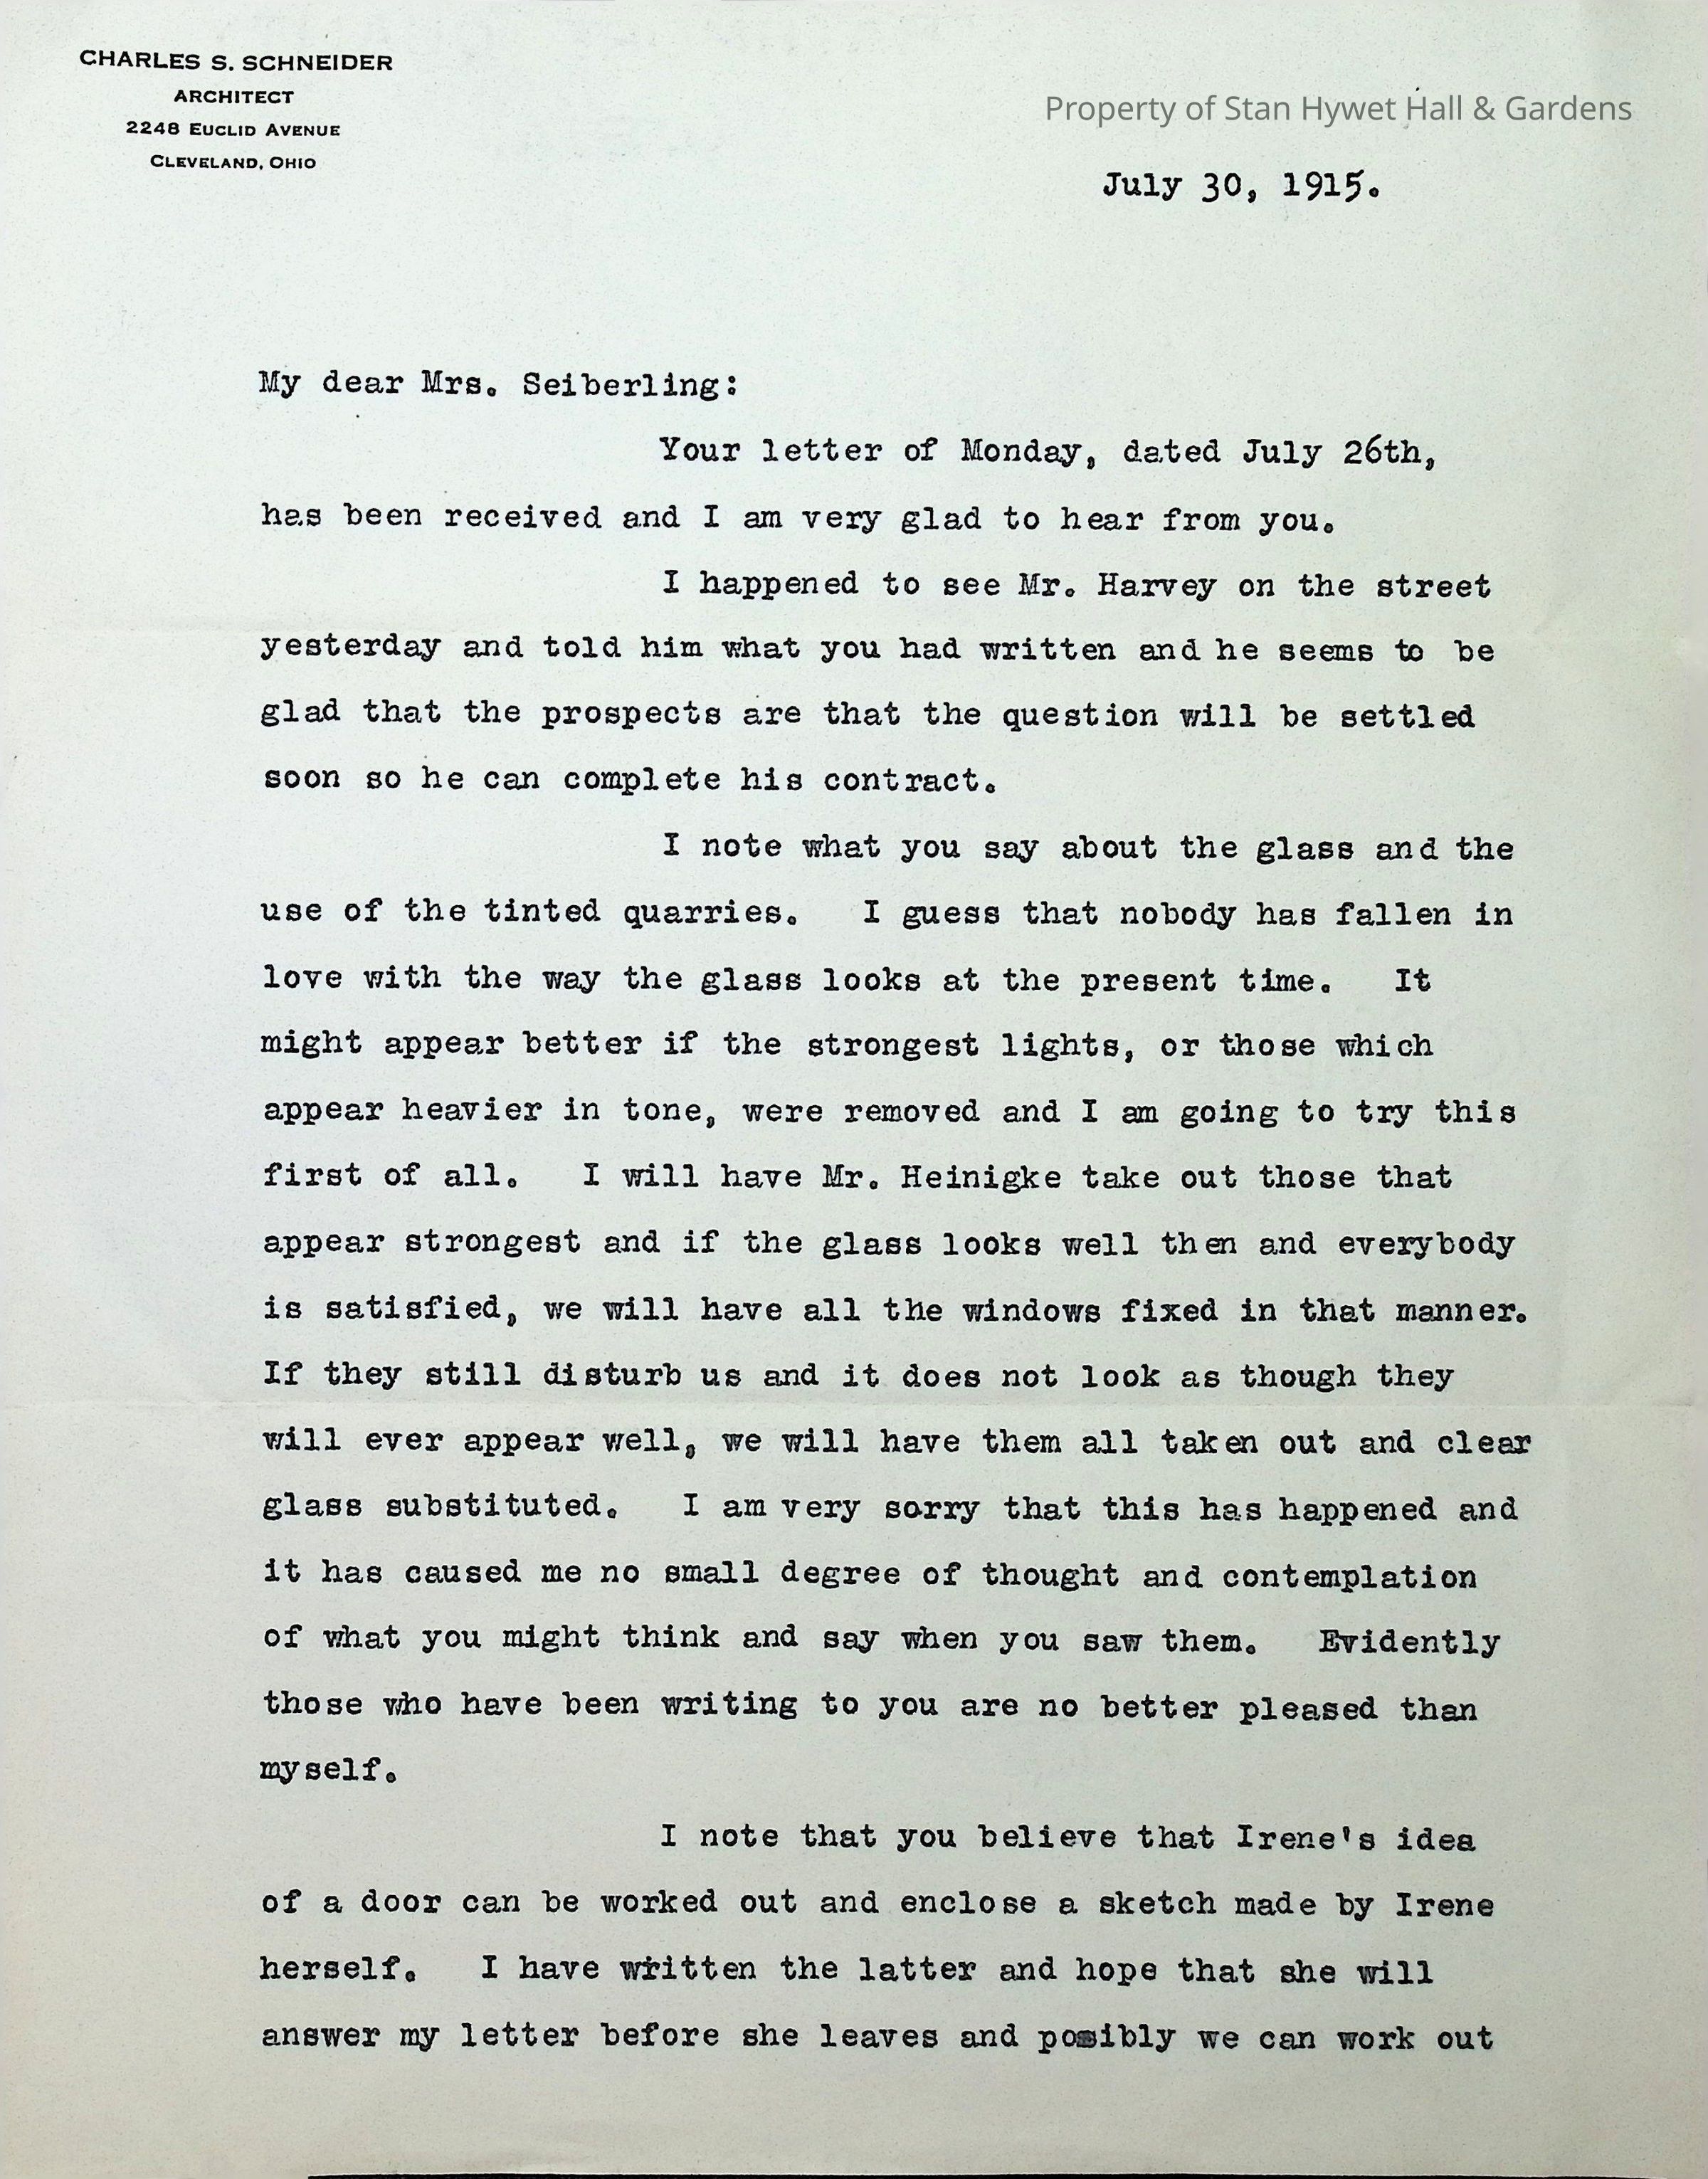 CHARLES S. SCHNEIDER
ARCHITECT
2248 EUCLID AVENUE
CLEVELAND, OHIO
Property of Stan Hywet Hall & Gardens
July 30, 1915.
My dear Mrs. Seiberling:
Your letter of Monday, dated July 26th,
has been received and I am very glad to hear from you.
I happened to see Mr. Harvey on the street
yesterday and told him what you had written and he seems to be
glad that the prospects are that the question will be settled
soon so he can complete his contract.
I note what you say about the glass and the
use of the tinted quarries. I guess that nobody has fallen in
love with the way the glass looks at the present time. It
might appear better if the strongest lights, or those which
appear heavier in tone, were removed and I am going to try this
first of all. I will have Mr. Heinigke take out those that
appear strongest and if the glass looks well then and everybody
is satisfied, we will have all the windows fixed in that manner.
If they still disturb us and it does not look as though they
will ever appear well, we will have them all taken out and clear
glass substituted. I am very sorry that this has happened and
it has caused me no small degree of thought and contemplation
of what you might think and say when you saw them. Evidently
those who have been writing to you are no better pleased than
myself.
I note that you believe that Irene's idea
of a door can be worked out and enclose a sketch made by Irene
herself. I have written the latter and hope that she will
answer my letter before she leaves and possibly we can work out